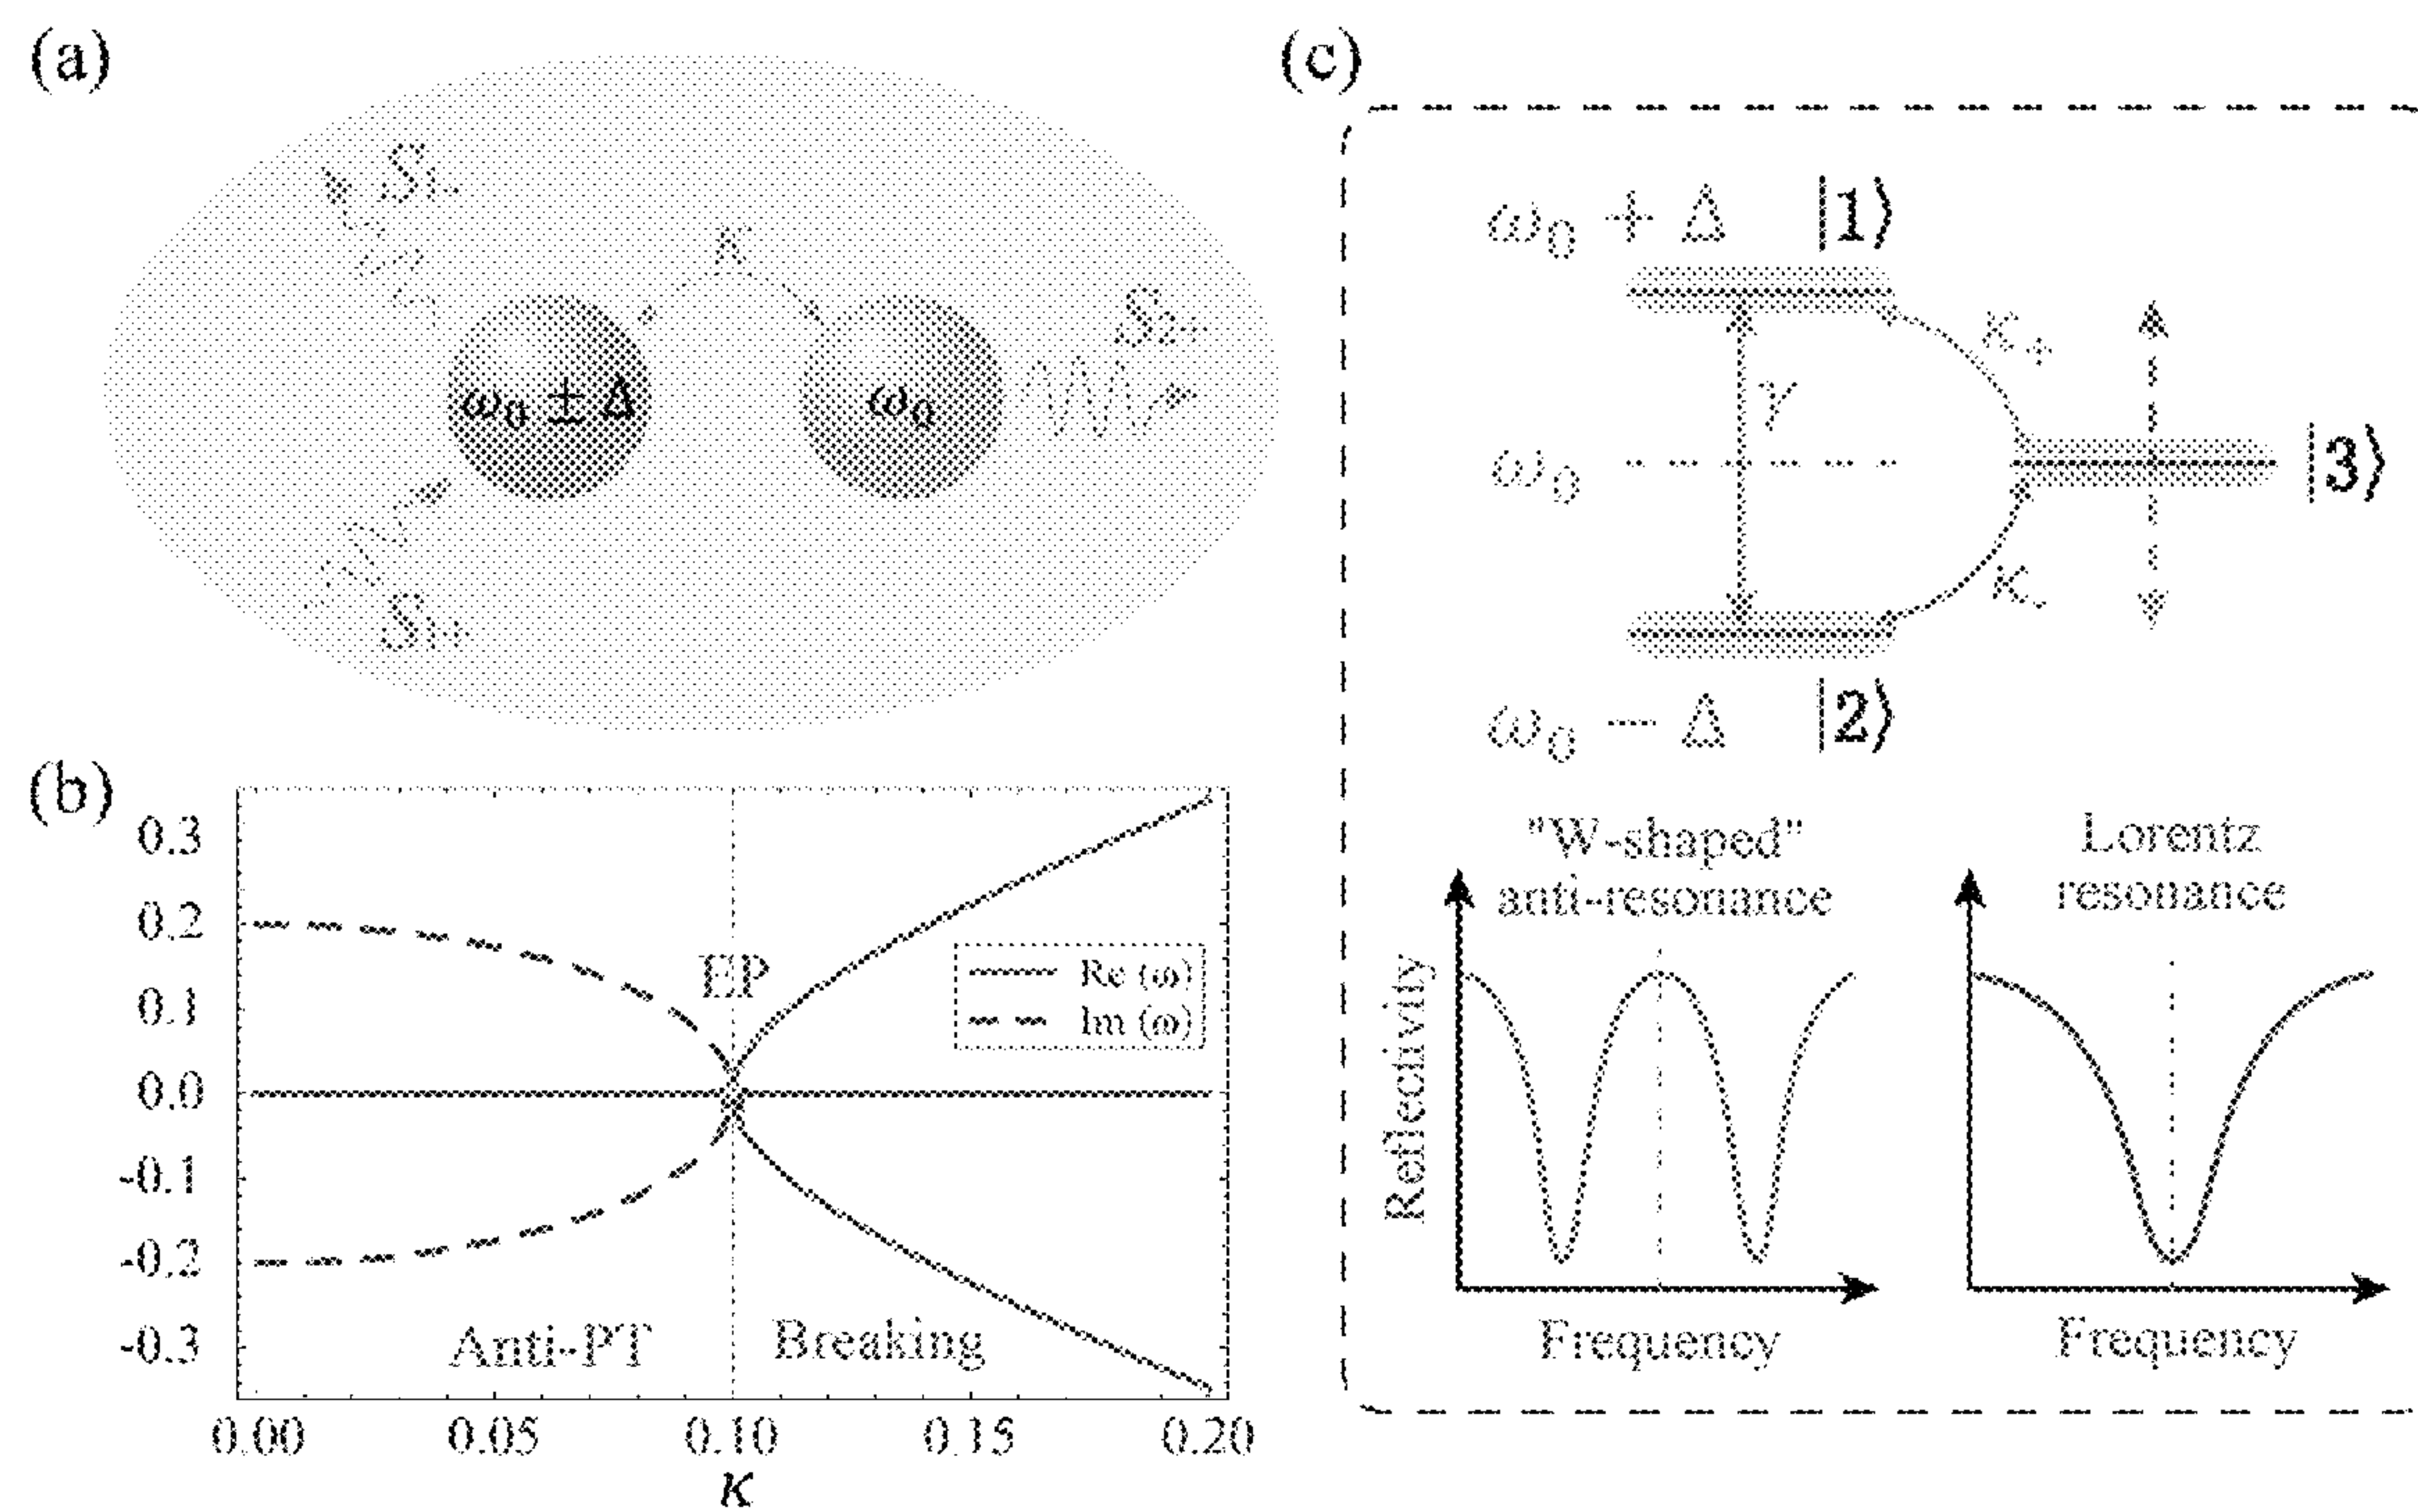 (a)
S₁₋
κ
S₂₊
ω₀ ± Δ
ω₀
S₁₊
(b)
0.3
0.2
0.1
0.0
-0.1
-0.2
-0.3
EP
Re (ω)
Im (ω)
Anti-PT
Breaking
0.00 0.05 0.10 0.15 0.20
κ
(c)
ω₀ + Δ |1⟩
κ₊
γ
ω₀
|3⟩
κ₋
ω₀ − Δ |2⟩
"W-shaped"
anti-resonance
Reflectivity
Frequency
Lorentz
resonance
Frequency